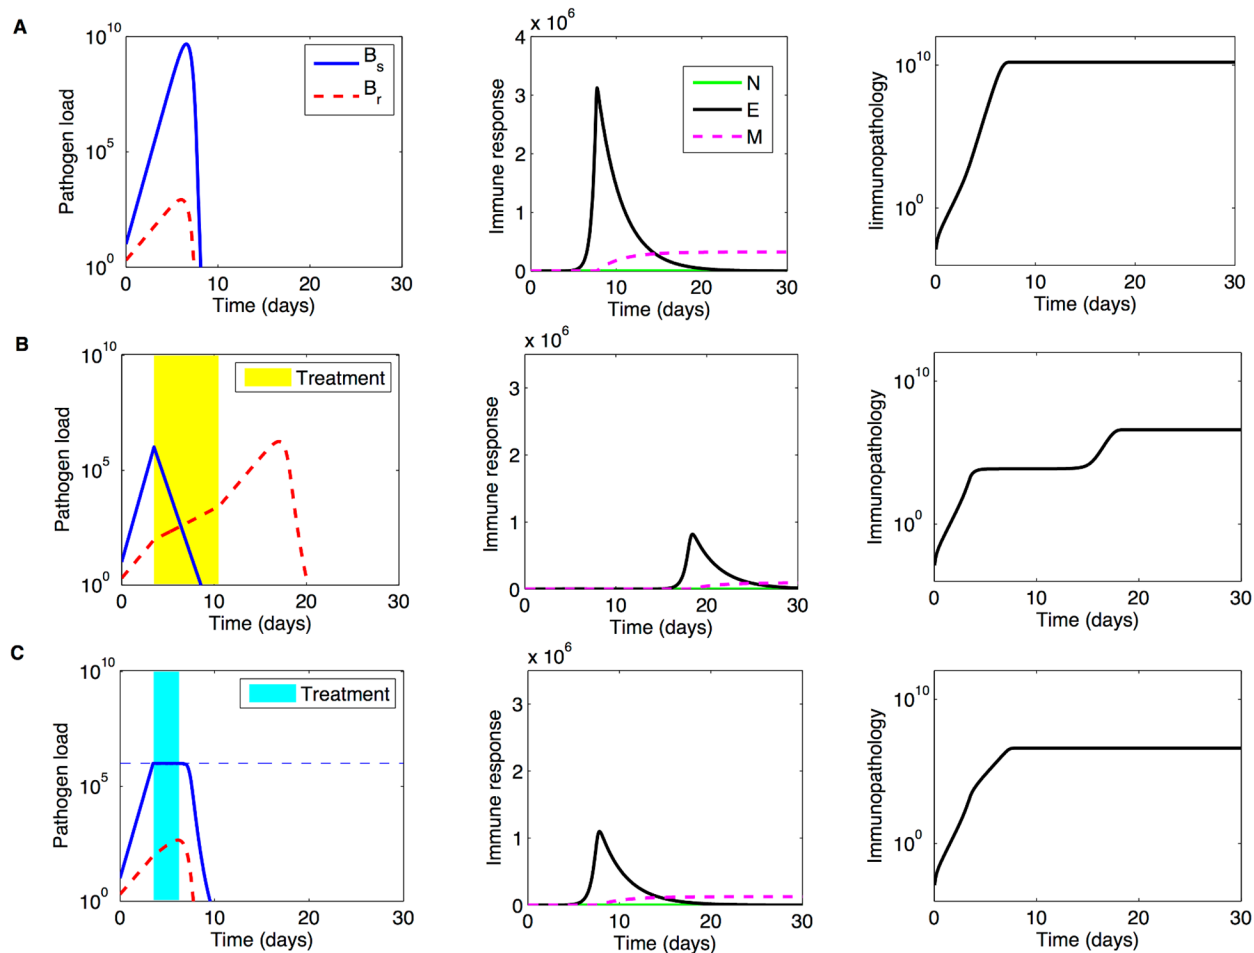 A
Pathogen load
10^10
10^5
10^0
B_s
B_r
0 10 20 30
Time (days)
x 10^6
Immune response
4
3
2
1
0
N
E
M
0 10 20 30
Time (days)
Iimmunopathology
10^10
10^0
0 10 20 30
Time (days)
B
Pathogen load
10^10
10^5
10^0
Treatment
0 10 20 30
Time (days)
x 10^6
Immune response
3
2
1
0
0 10 20 30
Time (days)
Immunopathology
10^10
10^0
0 10 20 30
Time (days)
C
Pathogen load
10^10
10^5
10^0
Treatment
0 10 20 30
Time (days)
x 10^6
Immune response
3
2
1
0
0 10 20 30
Time (days)
Immunopathology
10^10
10^0
0 10 20 30
Time (days)